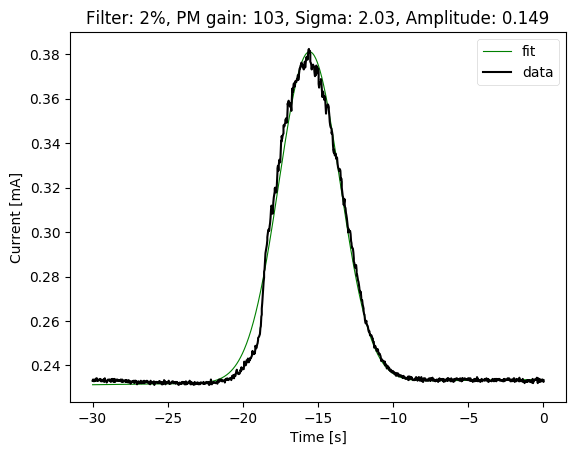 Filter: 2%, PM gain: 103, Sigma: 2.03, Amplitude: 0.149
fit
data
Current [mA]
0.38
0.36
0.34
0.32
0.30
0.28
0.26
0.24
−30 −25 −20 −15 −10 −5 0
Time [s]